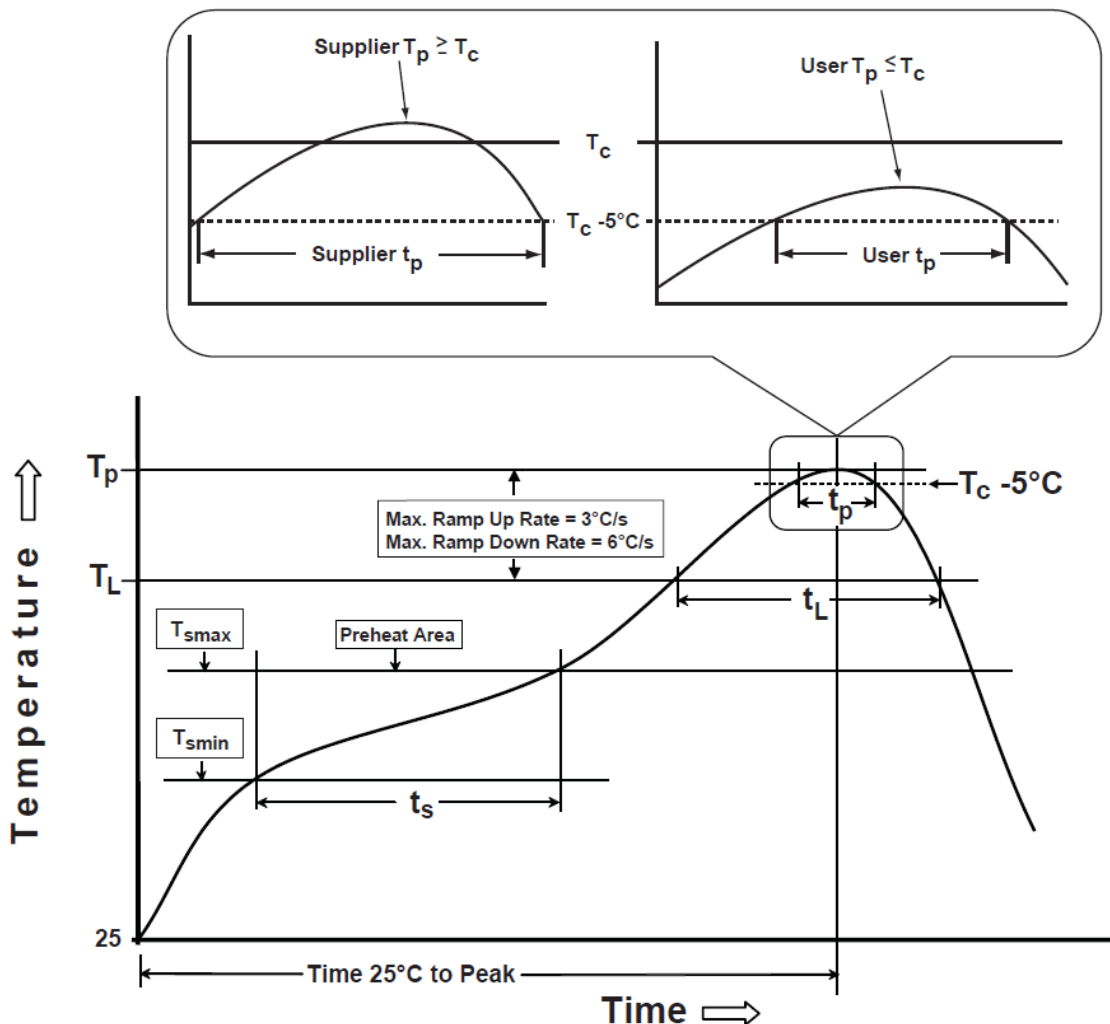 Supplier Tp ≥ Tc
User Tp ≤ Tc
Tc
Tc -5°C
Supplier tp
User tp
Tp
Tc -5°C
tp
Max. Ramp Up Rate = 3°C/s
Max. Ramp Down Rate = 6°C/s
TL
tL
Tsmax
Preheat Area
Tsmin
ts
Temperature
25
Time 25°C to Peak
Time